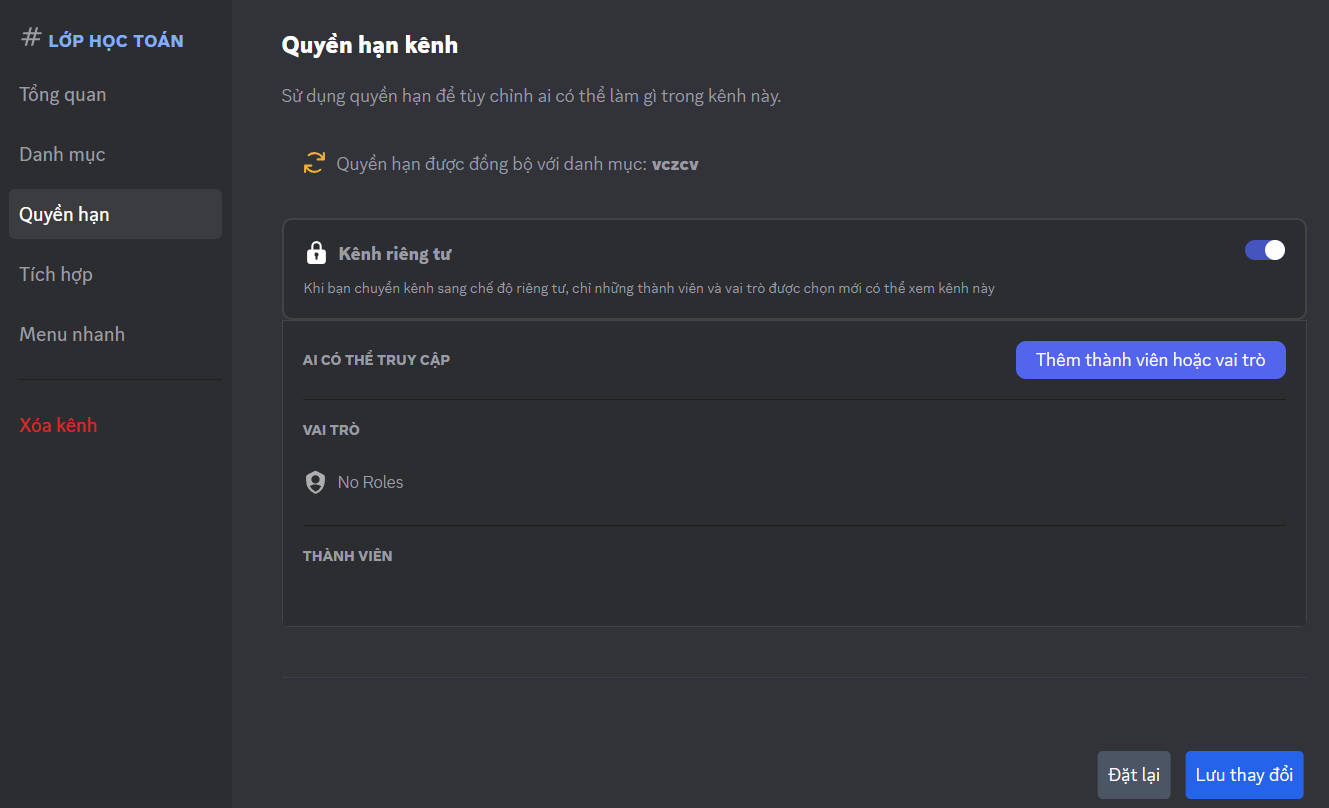 # LỚP HỌC TOÁN
Tổng quan
Danh mục
Quyền hạn
Tích hợp
Menu nhanh
Xóa kênh
Quyền hạn kênh
Sử dụng quyền hạn để tùy chỉnh ai có thể làm gì trong kênh này.
Quyền hạn được đồng bộ với danh mục: vczcv
Kênh riêng tư
Khi bạn chuyển kênh sang chế độ riêng tư, chỉ những thành viên và vai trò được chọn mới có thể xem kênh này
AI CÓ THỂ TRUY CẬP
Thêm thành viên hoặc vai trò
VAI TRÒ
No Roles
THÀNH VIÊN
Đặt lại
Lưu thay đổi